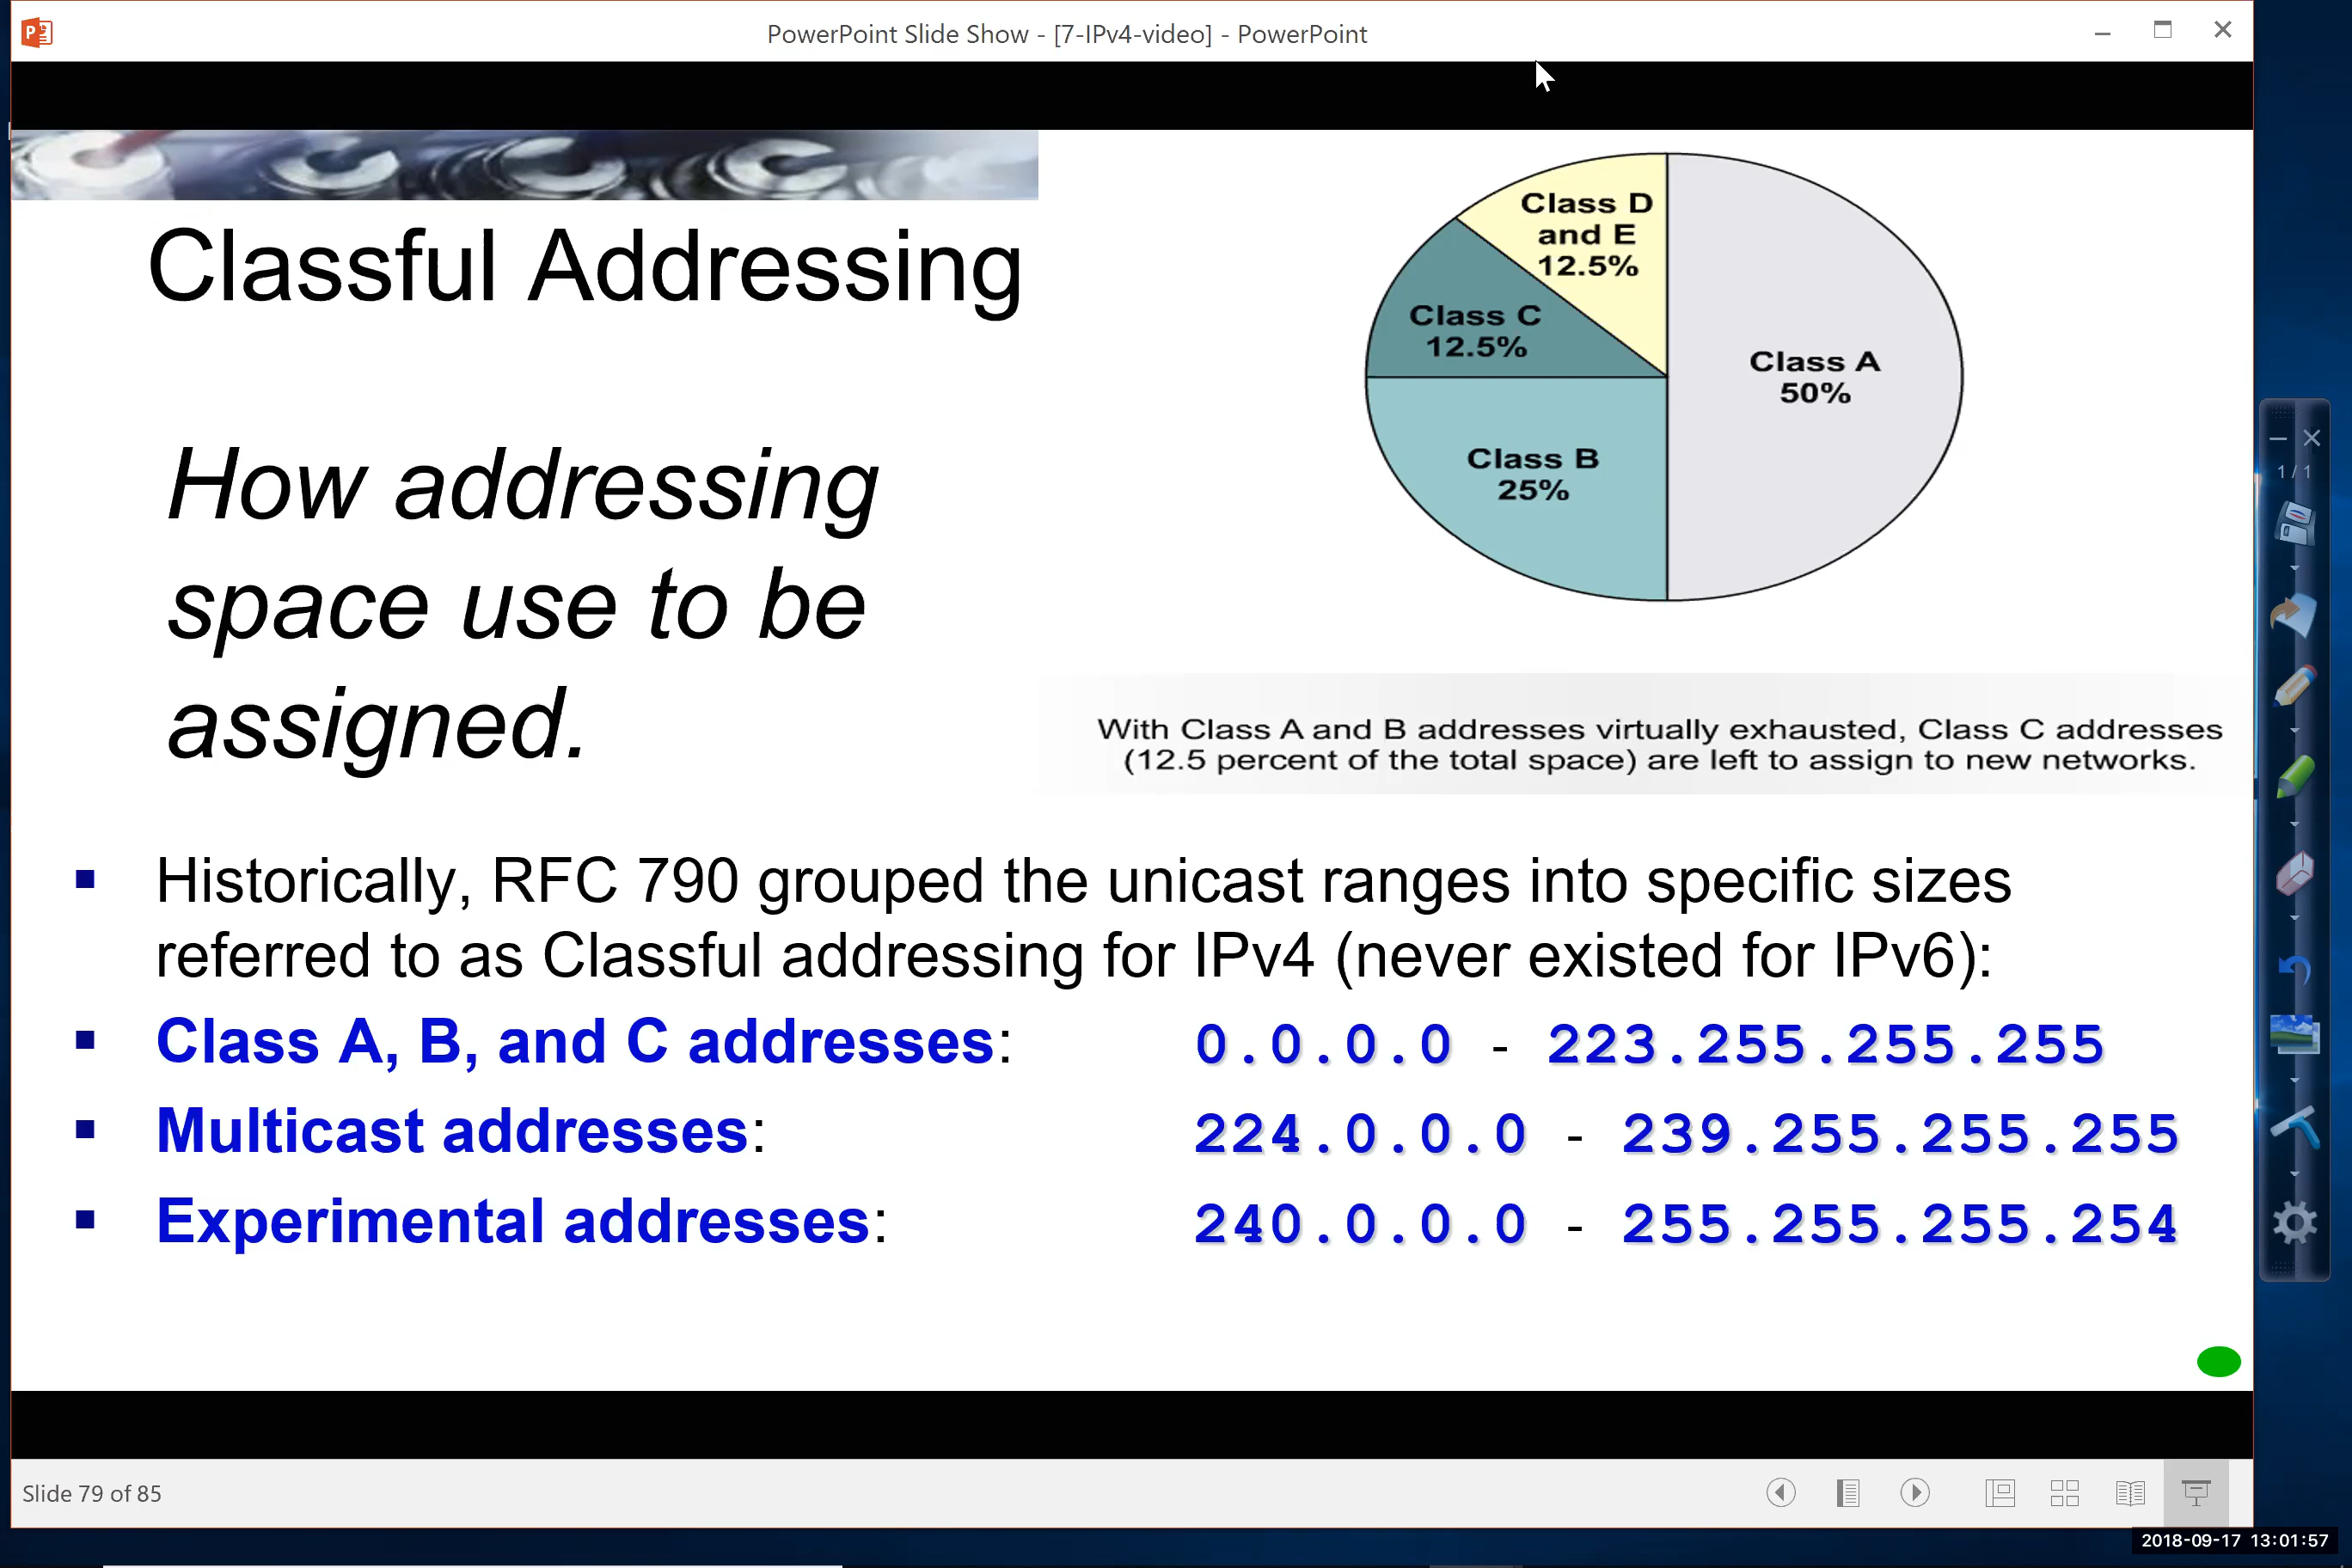 PowerPoint Slide Show - [7-IPv4-video] - PowerPoint
Classful Addressing
How addressing
space use to be
assigned.
Class D
and E
12.5%
Class C
12.5%
Class A
50%
Class B
25%
With Class A and B addresses virtually exhausted, Class C addresses
(12.5 percent of the total space) are left to assign to new networks.
Historically, RFC 790 grouped the unicast ranges into specific sizes
referred to as Classful addressing for IPv4 (never existed for IPv6):
Class A, B, and C addresses: 0.0.0.0 - 223.255.255.255
Multicast addresses: 224.0.0.0 - 239.255.255.255
Experimental addresses: 240.0.0.0 - 255.255.255.254
1/1
Slide 79 of 85
2018-09-17 13:01:57